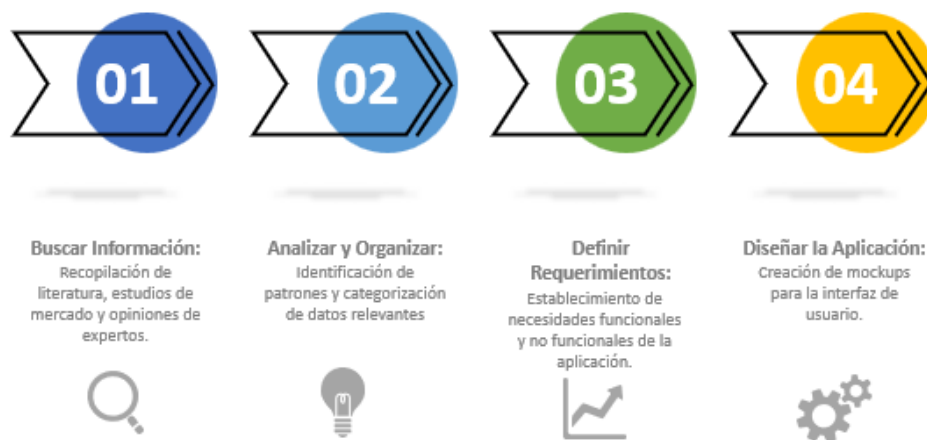 01
02
03
04
Buscar Información:
Recopilación de
literatura, estudios de
mercado y opiniones de
expertos.
Analizar y Organizar:
Identificación de
patrones y categorización
de datos relevantes
Definir
Requerimientos:
Establecimiento de
necesidades funcionales
y no funcionales de la
aplicación.
Diseñar la Aplicación:
Creación de mockups
para la interfaz de
usuario.